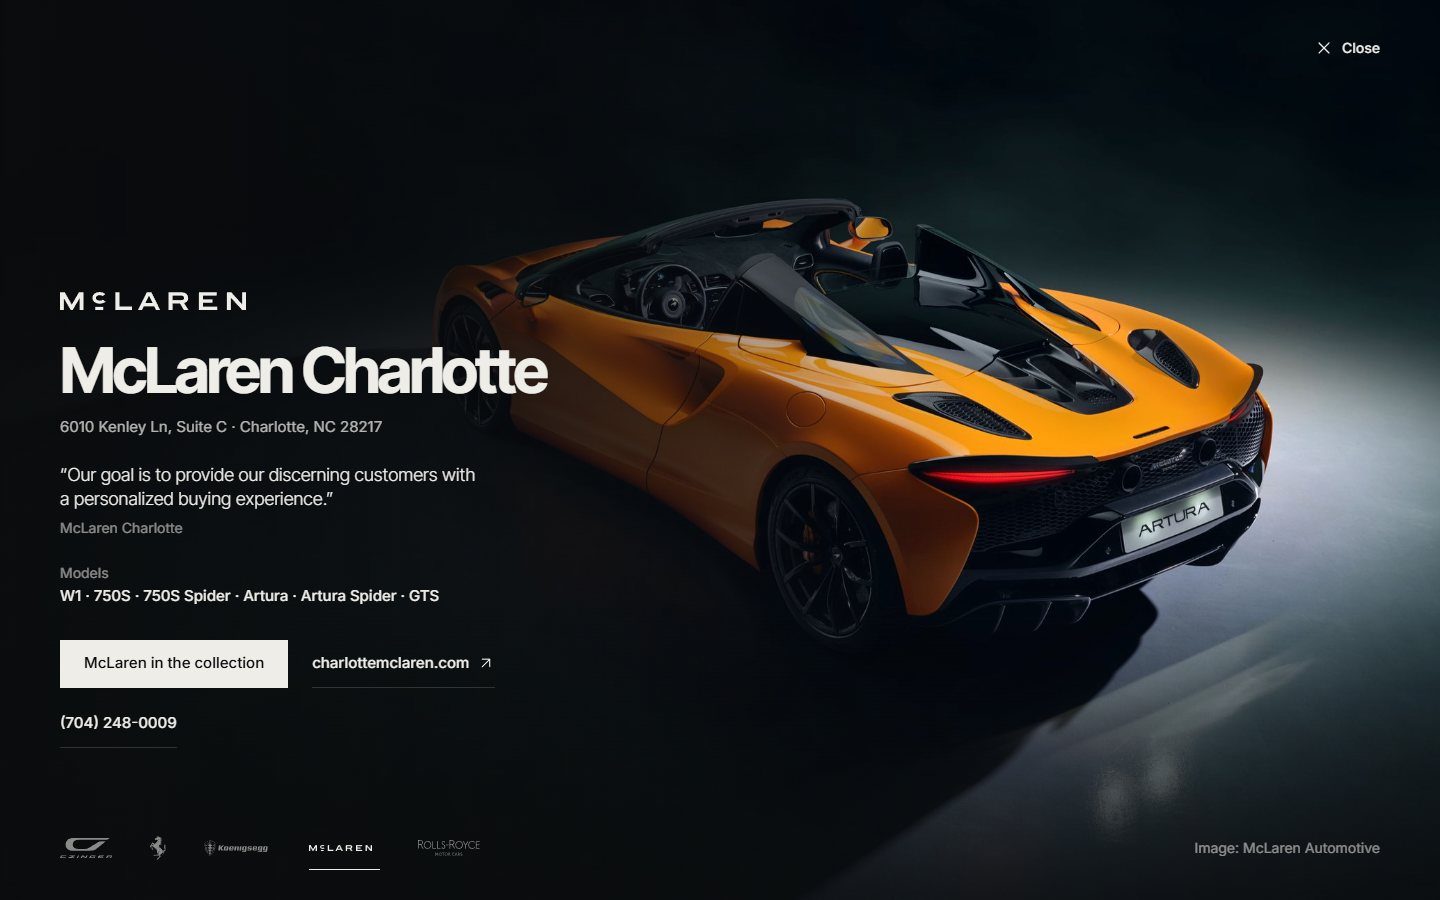 Close
McLAREN
McLaren Charlotte
6010 Kenley Ln, Suite C · Charlotte, NC 28217
“Our goal is to provide our discerning customers with
a personalized buying experience.”
McLaren Charlotte
Models
W1 · 750S · 750S Spider · Artura · Artura Spider · GTS
McLaren in the collection
charlottemclaren.com
(704) 248-0009
ARTURA
CZINGER
Koenigsegg
McLAREN
ROLLS-ROYCE
MOTOR CARS
Image: McLaren Automotive